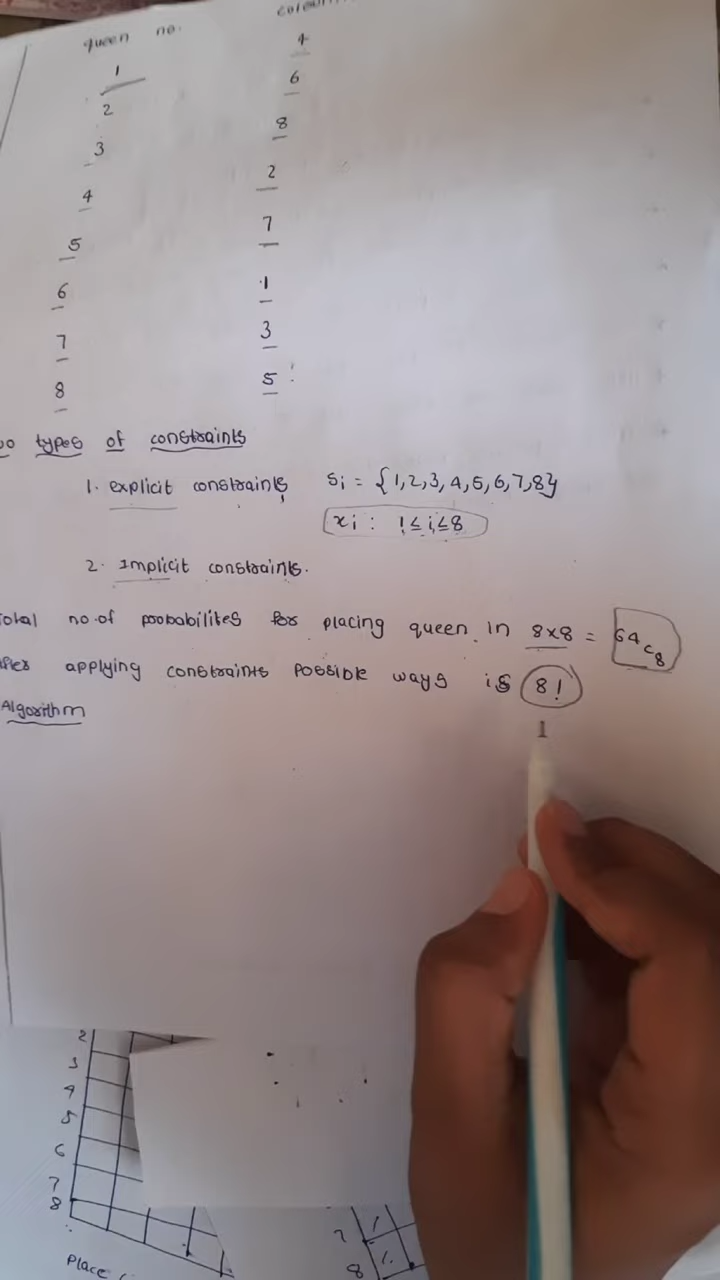 queen no.
1 4
2 6
3 8
4 2
5 7
6 1
7 3
8 5
types of constraints
1. explicit constraints Si = {1,2,3,4,5,6,7,8}
xi : 1≤i≤8
2. Implicit constraints.
Total no.of probabilites for placing queen in 8x8 = 64c8
applying constraints possible ways is 8!
Algorithm
2
3
4
5
6
7
8
7
8
Place